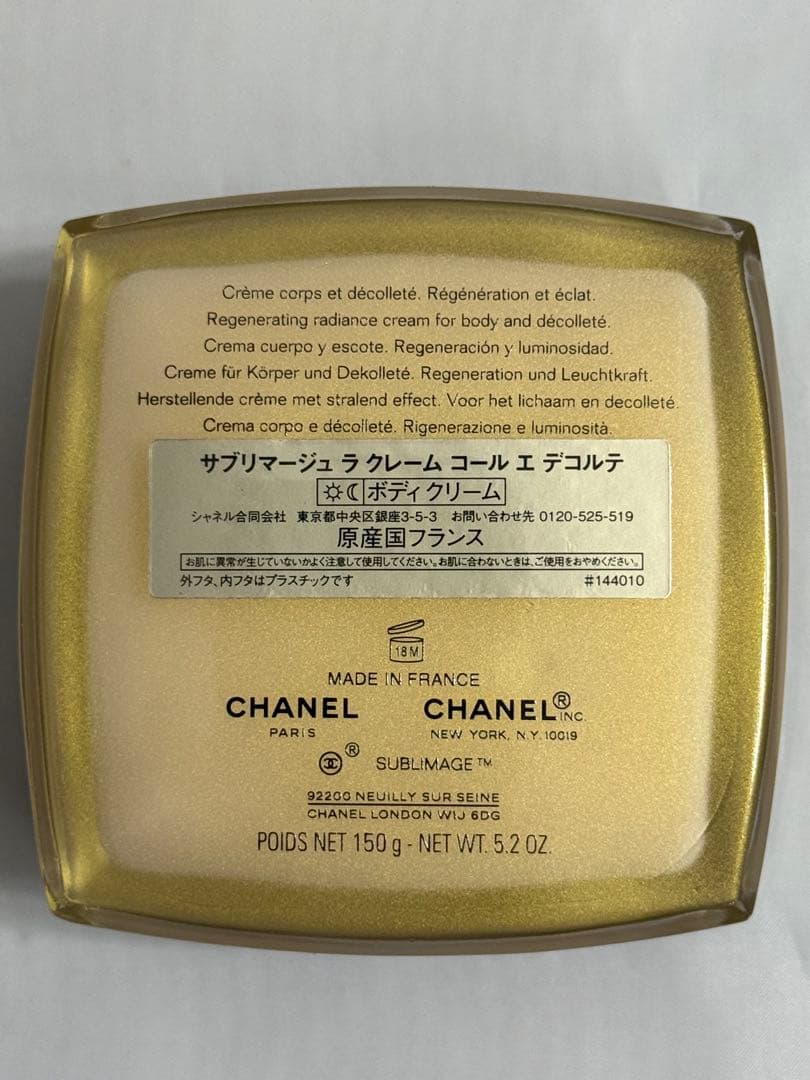 Crème corps et décolleté. Régénération et éclat.
Regenerating radiance cream for body and décolleté.
Crema cuerpo y escote. Regeneración y luminosidad.
Creme für Körper und Dekolleté. Regeneration und Leuchtkraft.
Herstellende crème met stralend effect. Voor het lichaam en decolleté.
Crema corpo e décolleté. Rigenerazione e luminosità.
サブリマージュ ラ クレーム コール エ デコルテ
ボディ クリーム
シャネル合同会社 東京都中央区銀座3-5-3 お問い合わせ先 0120-525-519
原産国フランス
お肌に異常が生じていないかよく注意して使用してください。お肌に合わないときは、ご使用をおやめください。
外フタ、内フタはプラスチックです #144010
18M
MADE IN FRANCE
CHANEL CHANEL® INC.
PARIS NEW YORK, N.Y. 10019
® SUBLIMAGE™
92200 NEUILLY SUR SEINE
CHANEL LONDON W1J 6DG
POIDS NET 150 g - NET WT. 5.2 OZ.